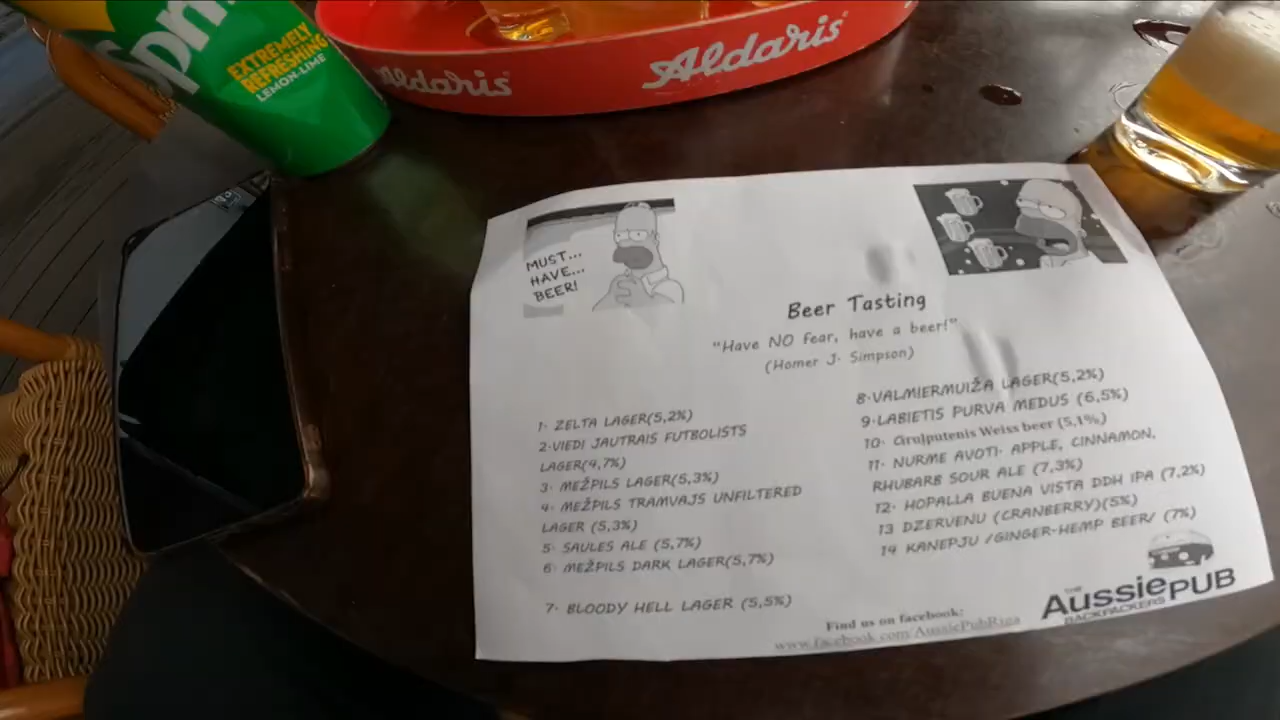 Spri
EXTREMELY
REFRESHING
LEMON-LIME
Aldaris
Aldaris
MUST...
HAVE...
BEER!
Beer Tasting
"Have NO fear, have a beer!"
(Homer J. Simpson)
1. ZELTA LAGER(5,2%)
2.VIEDI JAUTRAIS FUTBOLISTS
LAGER(4,7%)
3. MEŽPILS LAGER(5,3%)
4. MEŽPILS TRAMVAJS UNFILTERED
LAGER (5,3%)
5. SAULES ALE (5,7%)
6. MEŽPILS DARK LAGER(5,7%)
7. BLOODY HELL LAGER (5,5%)
8.VALMIERMUIŽA LAGER(5,2%)
9.LABIETIS PURVA MEDUS (6,5%)
10. Cīruļputenis Weiss beer (5,1%)
11. NURME AVOTI. APPLE, CINNAMON,
RHUBARB SOUR ALE (7,3%)
12. HOPALLA BUENA VISTA DDH IPA (7,2%)
13 DZERVENU (CRANBERRY)(5%)
14 KANEPJU /GINGER-HEMP BEER/ (7%)
Find us on facebook:
www.facebook.com/AussiePubRiga
THE
AussiePUB
BACKPACKERS